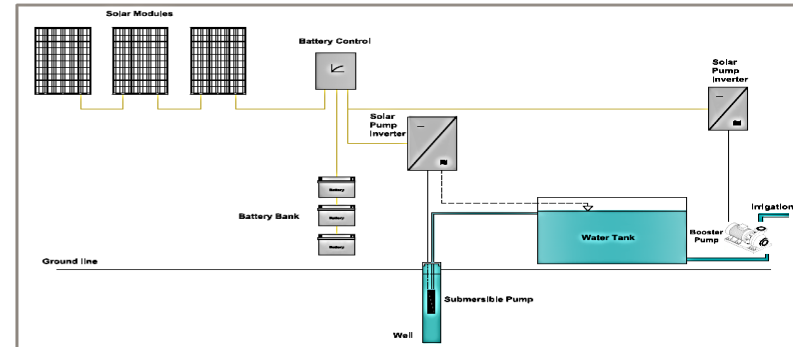 Solar Modules
Battery Control
Solar
Pump
Inverter
Solar
Pump
Inverter
Battery
Battery
Battery
Battery Bank
Water Tank
Booster
Pump
Irrigation
Ground line
Submersible Pump
Well